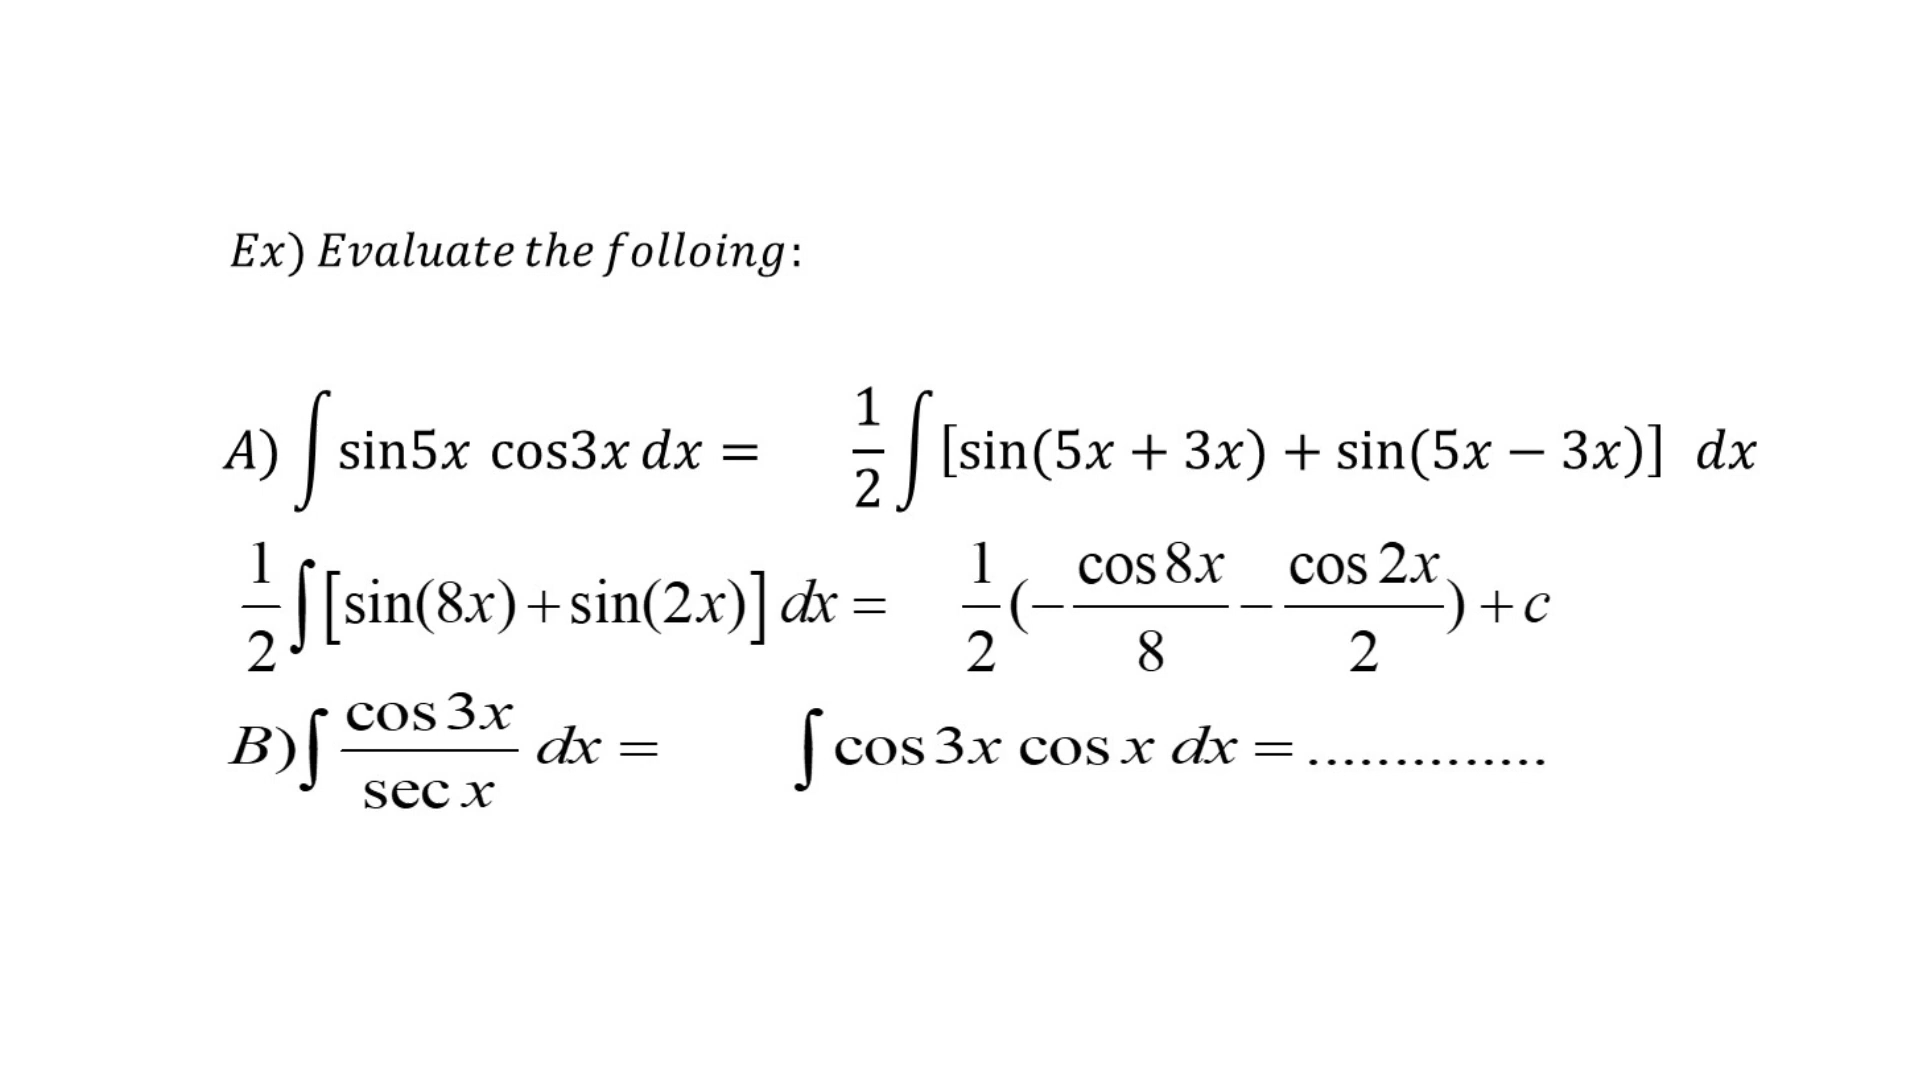 Ex) Evaluate the folloing:
A) ∫ sin5x cos3x dx = 1/2 ∫ [sin(5x + 3x) + sin(5x − 3x)] dx
1/2 ∫ [sin(8x) + sin(2x)] dx = 1/2 (− cos 8x/8 − cos 2x/2) + c
B) ∫ cos 3x/sec x dx = ∫ cos 3x cos x dx = ..............